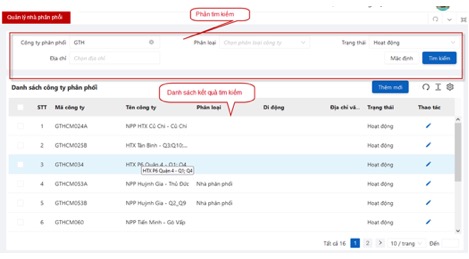 Quản lý nhà phân phối
Phần tìm kiếm
Công ty phân phối GTH Phân loại Chọn phân loại công ty Trạng thái Hoạt động
Địa chỉ Chọn địa chỉ Mặc định Tìm kiếm
Danh sách công ty phân phối Thêm mới
Danh sách kết quả tìm kiếm
STT Mã công ty Tên công ty Phân loại Di động Địa chỉ và... Trạng thái Thao tác
1 GTHCM024A NPP HTX Củ Chi - Củ Chi Hoạt động
2 GTHCM025B HTX Tân Bình - Q3;Q10;... Hoạt động
3 GTHCM034 HTX P6 Quận 4 - Q1; Q4 Hoạt động
HTX P6 Quận 4 - Q1; Q4
4 GTHCM053A NPP Huỳnh Gia - Thủ Đức Nhà phân phối Hoạt động
5 GTHCM053B NPP Huỳnh Gia - Q2_Q9 Nhà phân phối Hoạt động
6 GTHCM060 NPP Tiến Minh - Gò Vấp Hoạt động
Tất cả 16 1 2 > 10 / trang Đến